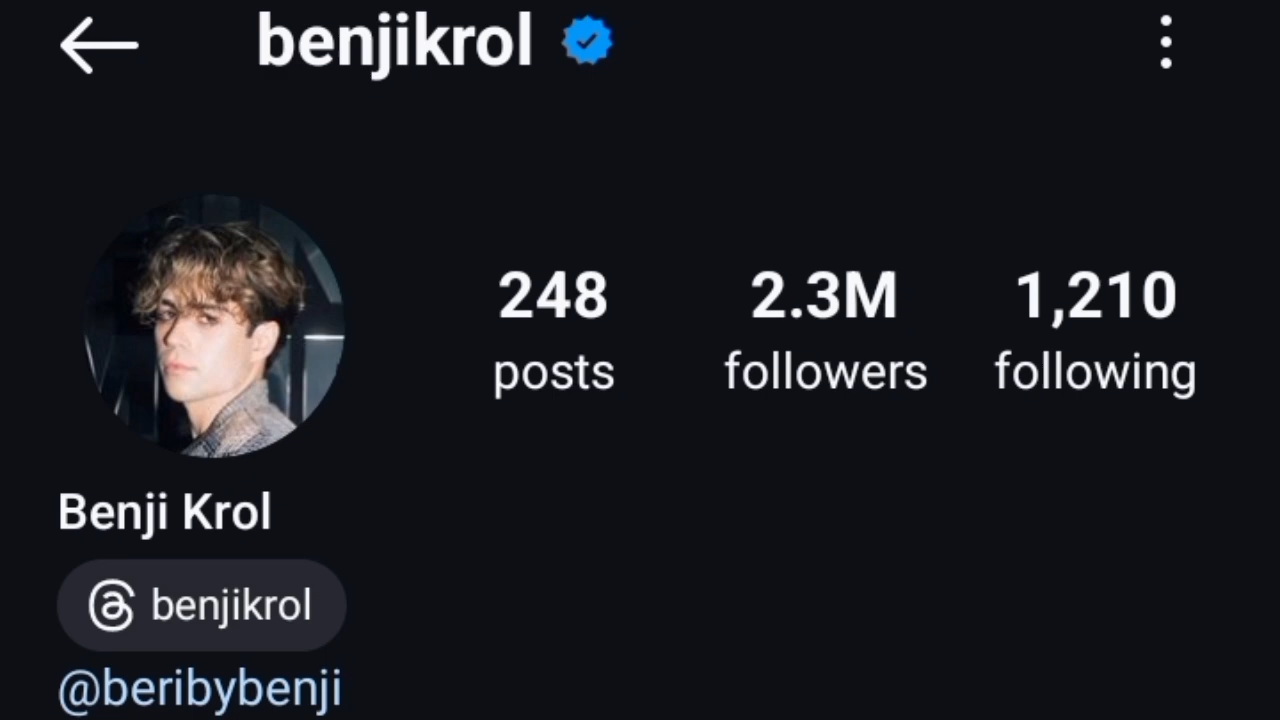 benjikrol
248 2.3M 1,210
posts followers following
Benji Krol
benjikrol
@beribybenji